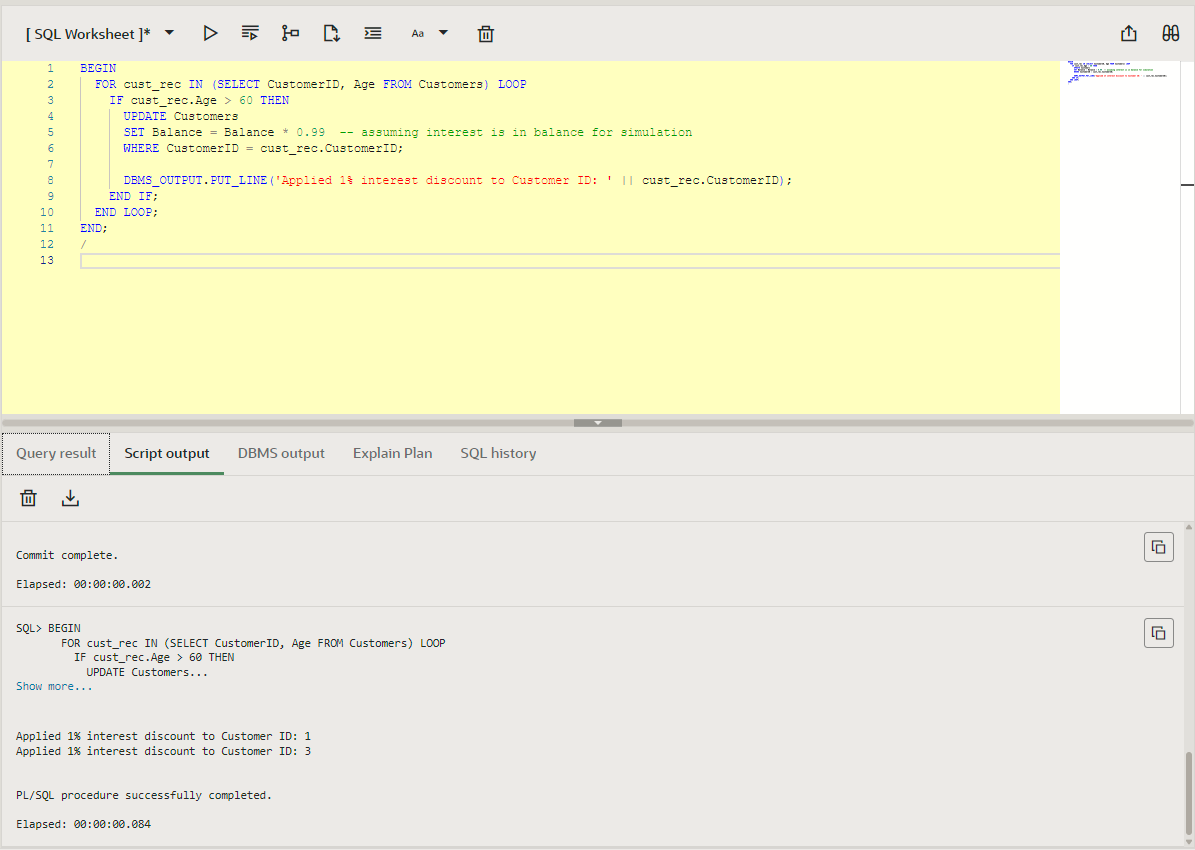 [ SQL Worksheet ]*
Aa
1 BEGIN
2 FOR cust_rec IN (SELECT CustomerID, Age FROM Customers) LOOP
3 IF cust_rec.Age > 60 THEN
4 UPDATE Customers
5 SET Balance = Balance * 0.99 -- assuming interest is in balance for simulation
6 WHERE CustomerID = cust_rec.CustomerID;
7
8 DBMS_OUTPUT.PUT_LINE('Applied 1% interest discount to Customer ID: ' || cust_rec.CustomerID);
9 END IF;
10 END LOOP;
11 END;
12 /
13
Query result Script output DBMS output Explain Plan SQL history
Commit complete.
Elapsed: 00:00:00.002
SQL> BEGIN
FOR cust_rec IN (SELECT CustomerID, Age FROM Customers) LOOP
IF cust_rec.Age > 60 THEN
UPDATE Customers...
Show more...
Applied 1% interest discount to Customer ID: 1
Applied 1% interest discount to Customer ID: 3
PL/SQL procedure successfully completed.
Elapsed: 00:00:00.084